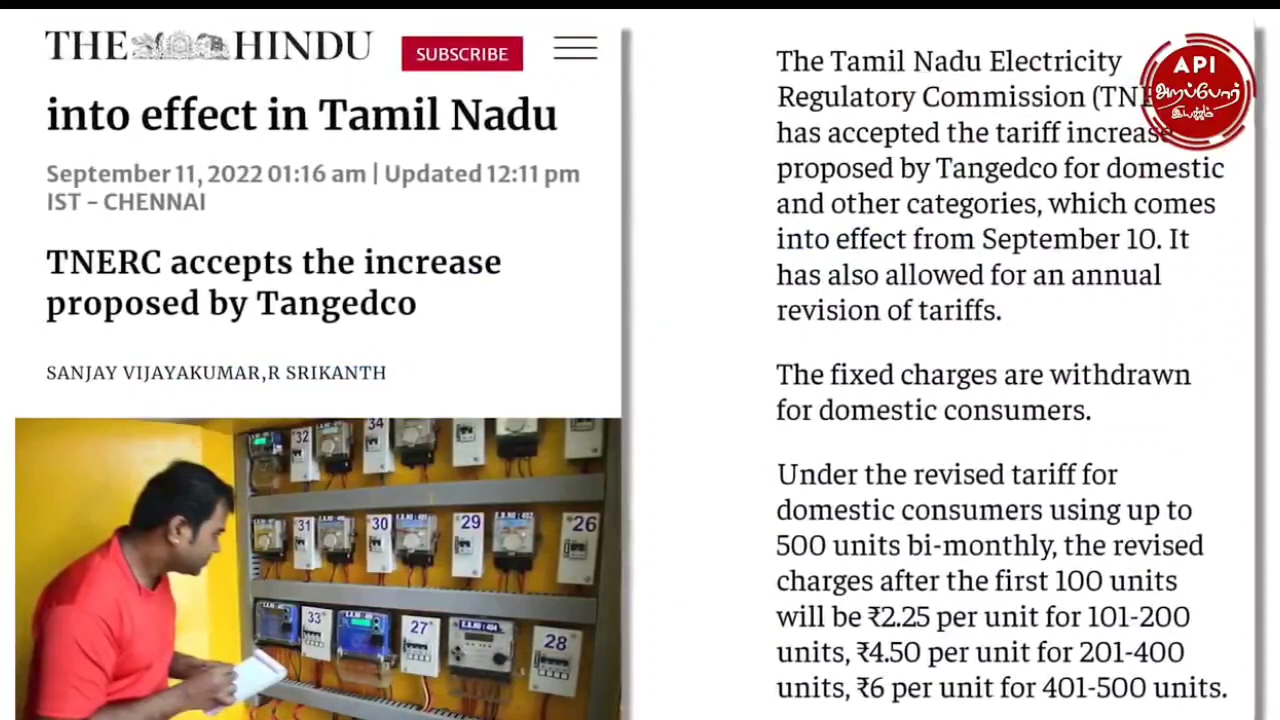 THE HINDU
SUBSCRIBE
into effect in Tamil Nadu
September 11, 2022 01:16 am | Updated 12:11 pm
IST - CHENNAI
TNERC accepts the increase
proposed by Tangedco
SANJAY VIJAYAKUMAR,R SRIKANTH
32
34
31
30
29
26
33
27
28
The Tamil Nadu Electricity
Regulatory Commission (TNE
has accepted the tariff increase
proposed by Tangedco for domestic
and other categories, which comes
into effect from September 10. It
has also allowed for an annual
revision of tariffs.
The fixed charges are withdrawn
for domestic consumers.
Under the revised tariff for
domestic consumers using up to
500 units bi-monthly, the revised
charges after the first 100 units
will be ₹2.25 per unit for 101-200
units, ₹4.50 per unit for 201-400
units, ₹6 per unit for 401-500 units.
API
அறப்போர்
இயக்கம்